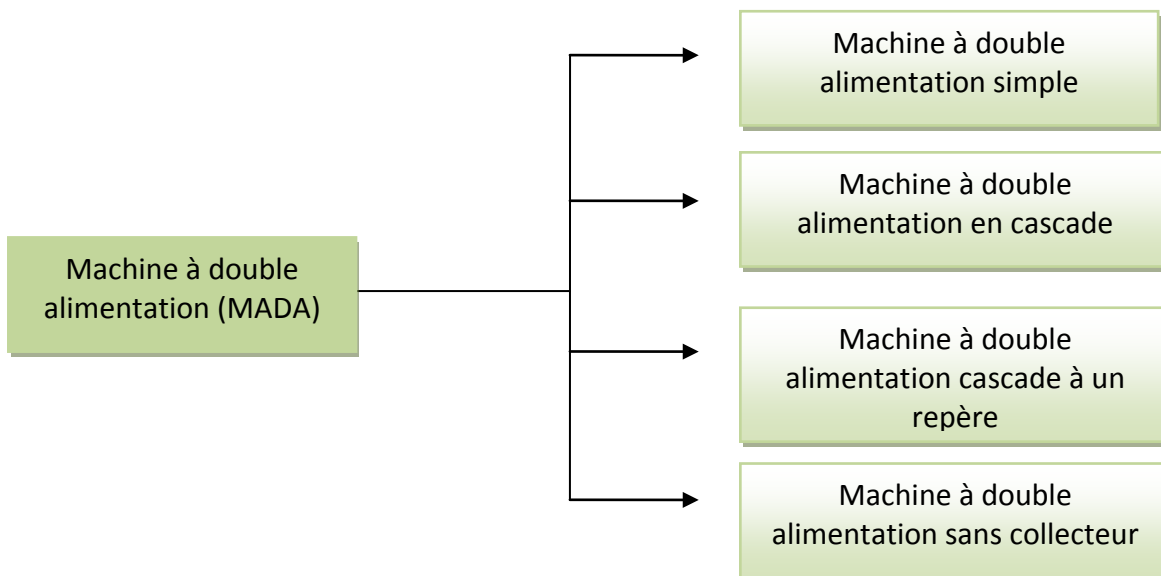 Machine à double
alimentation (MADA)
Machine à double
alimentation simple
Machine à double
alimentation en cascade
Machine à double
alimentation cascade à un
repère
Machine à double
alimentation sans collecteur